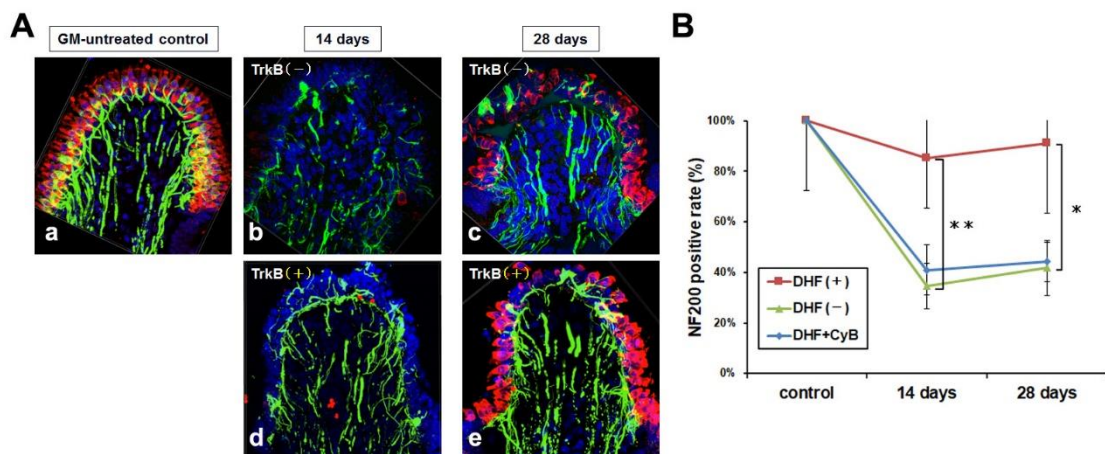 A
GM-untreated control
14 days
28 days
a
TrkB(−)
b
TrkB(−)
c
TrkB(+)
d
TrkB(+)
e
B
NF200 positive rate (%)
100%
80%
60%
40%
20%
0%
**
*
DHF(+)
DHF(−)
DHF+CyB
control
14 days
28 days